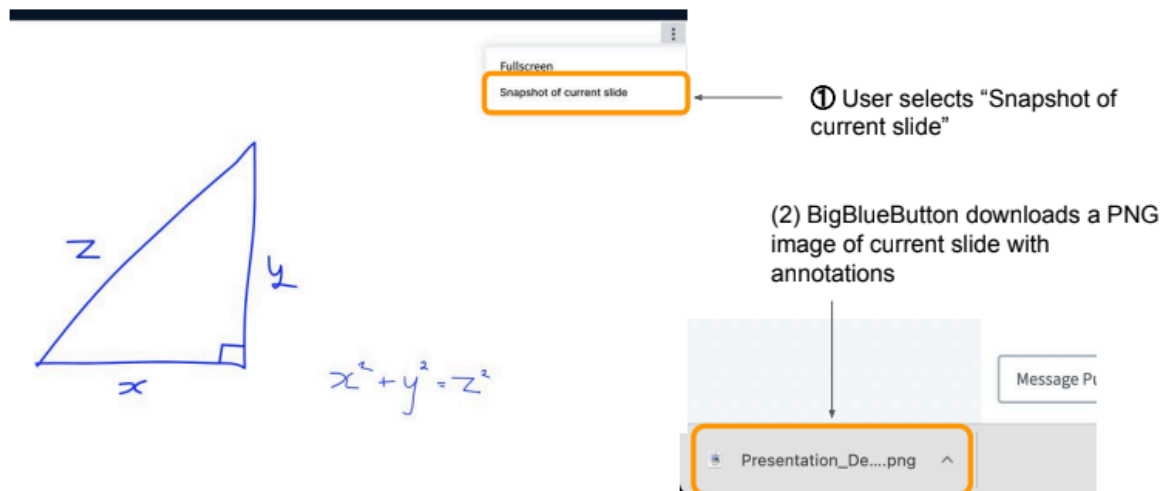 ⋮
Fullscreen
Snapshot of current slide
① User selects “Snapshot of
current slide”
z
y
x
x² + y² = z²
(2) BigBlueButton downloads a PNG
image of current slide with
annotations
Message Pu
Presentation_De....png